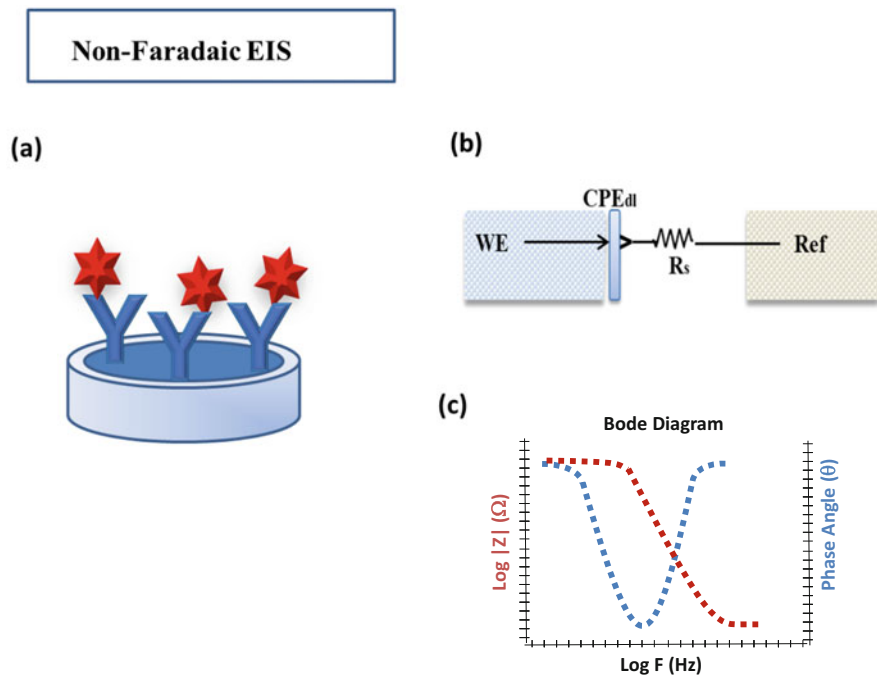 Non-Faradaic EIS
(a)
(b)
CPEdl
WE
Rs
Ref
(c)
Bode Diagram
Log |Z| (Ω)
Phase Angle (θ)
Log F (Hz)